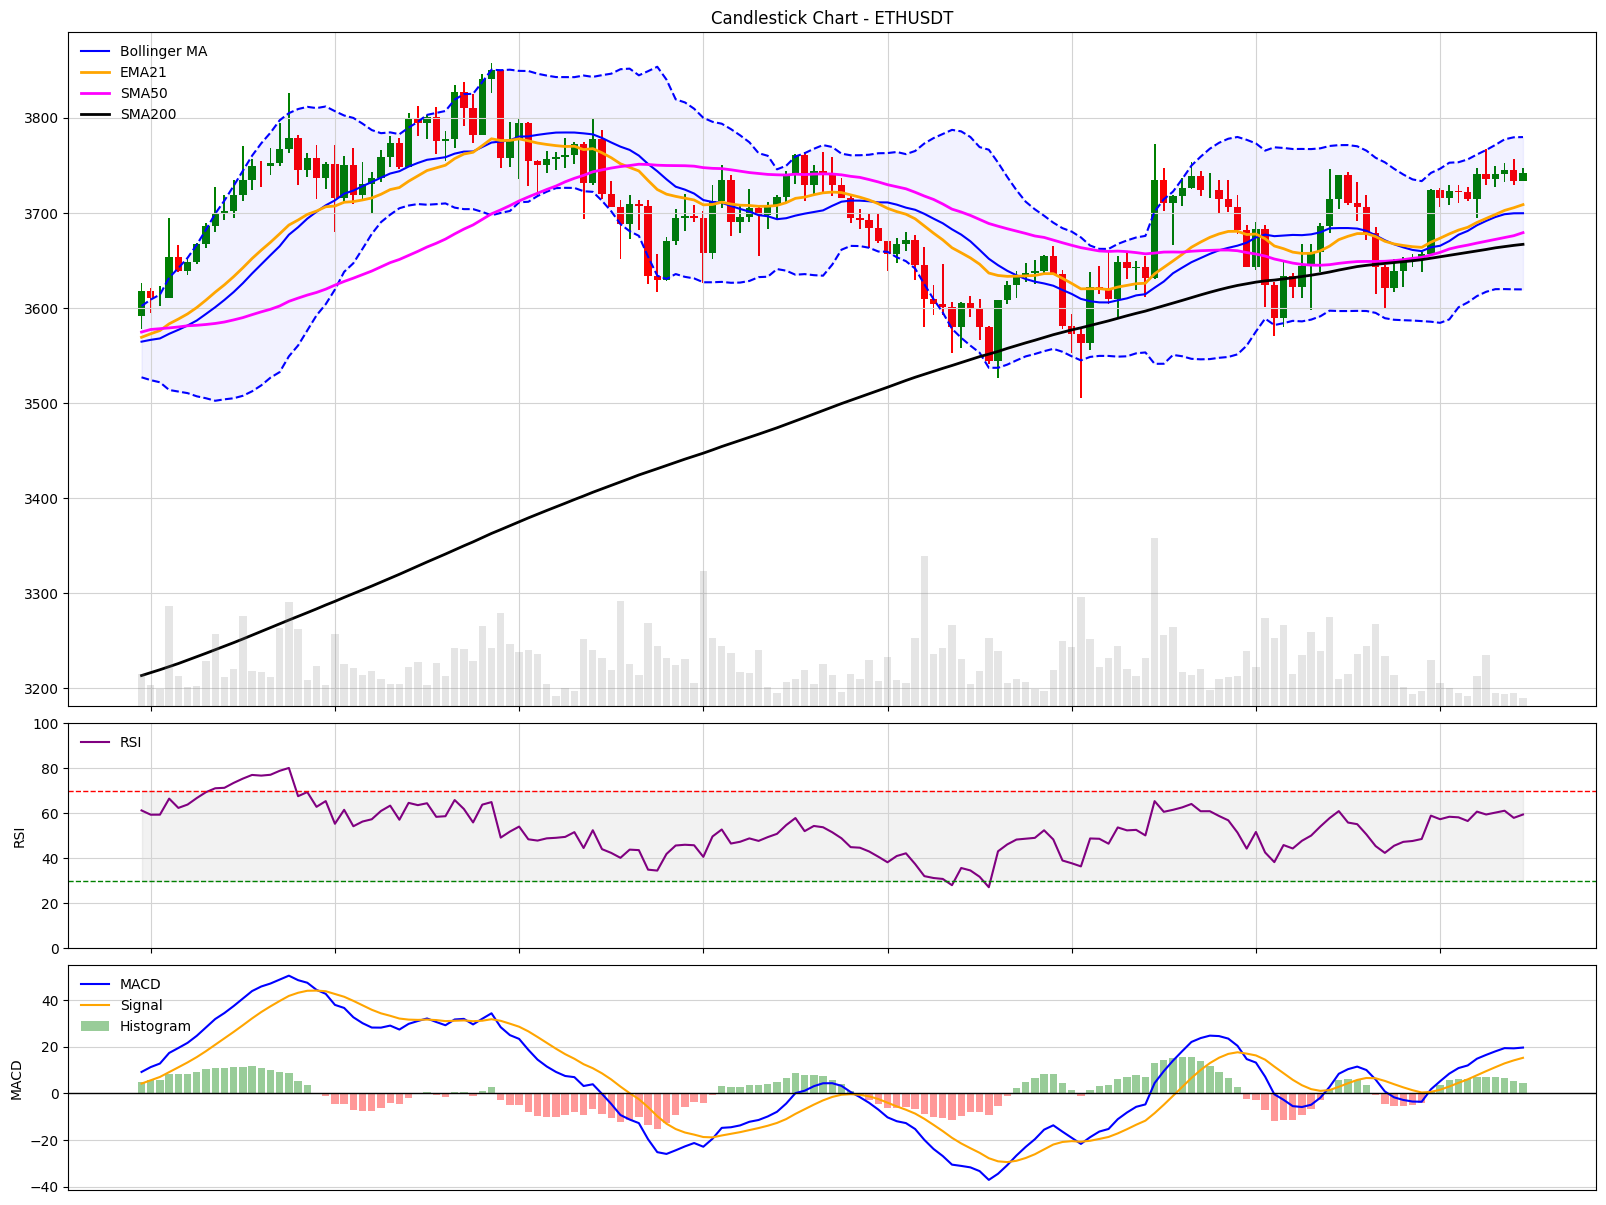 Candlestick Chart - ETHUSDT
Bollinger MA
EMA21
SMA50
SMA200
3800
3700
3600
3500
3400
3300
3200
RSI
100
80
60
40
20
0
RSI
MACD
Signal
Histogram
40
20
0
−20
−40
MACD